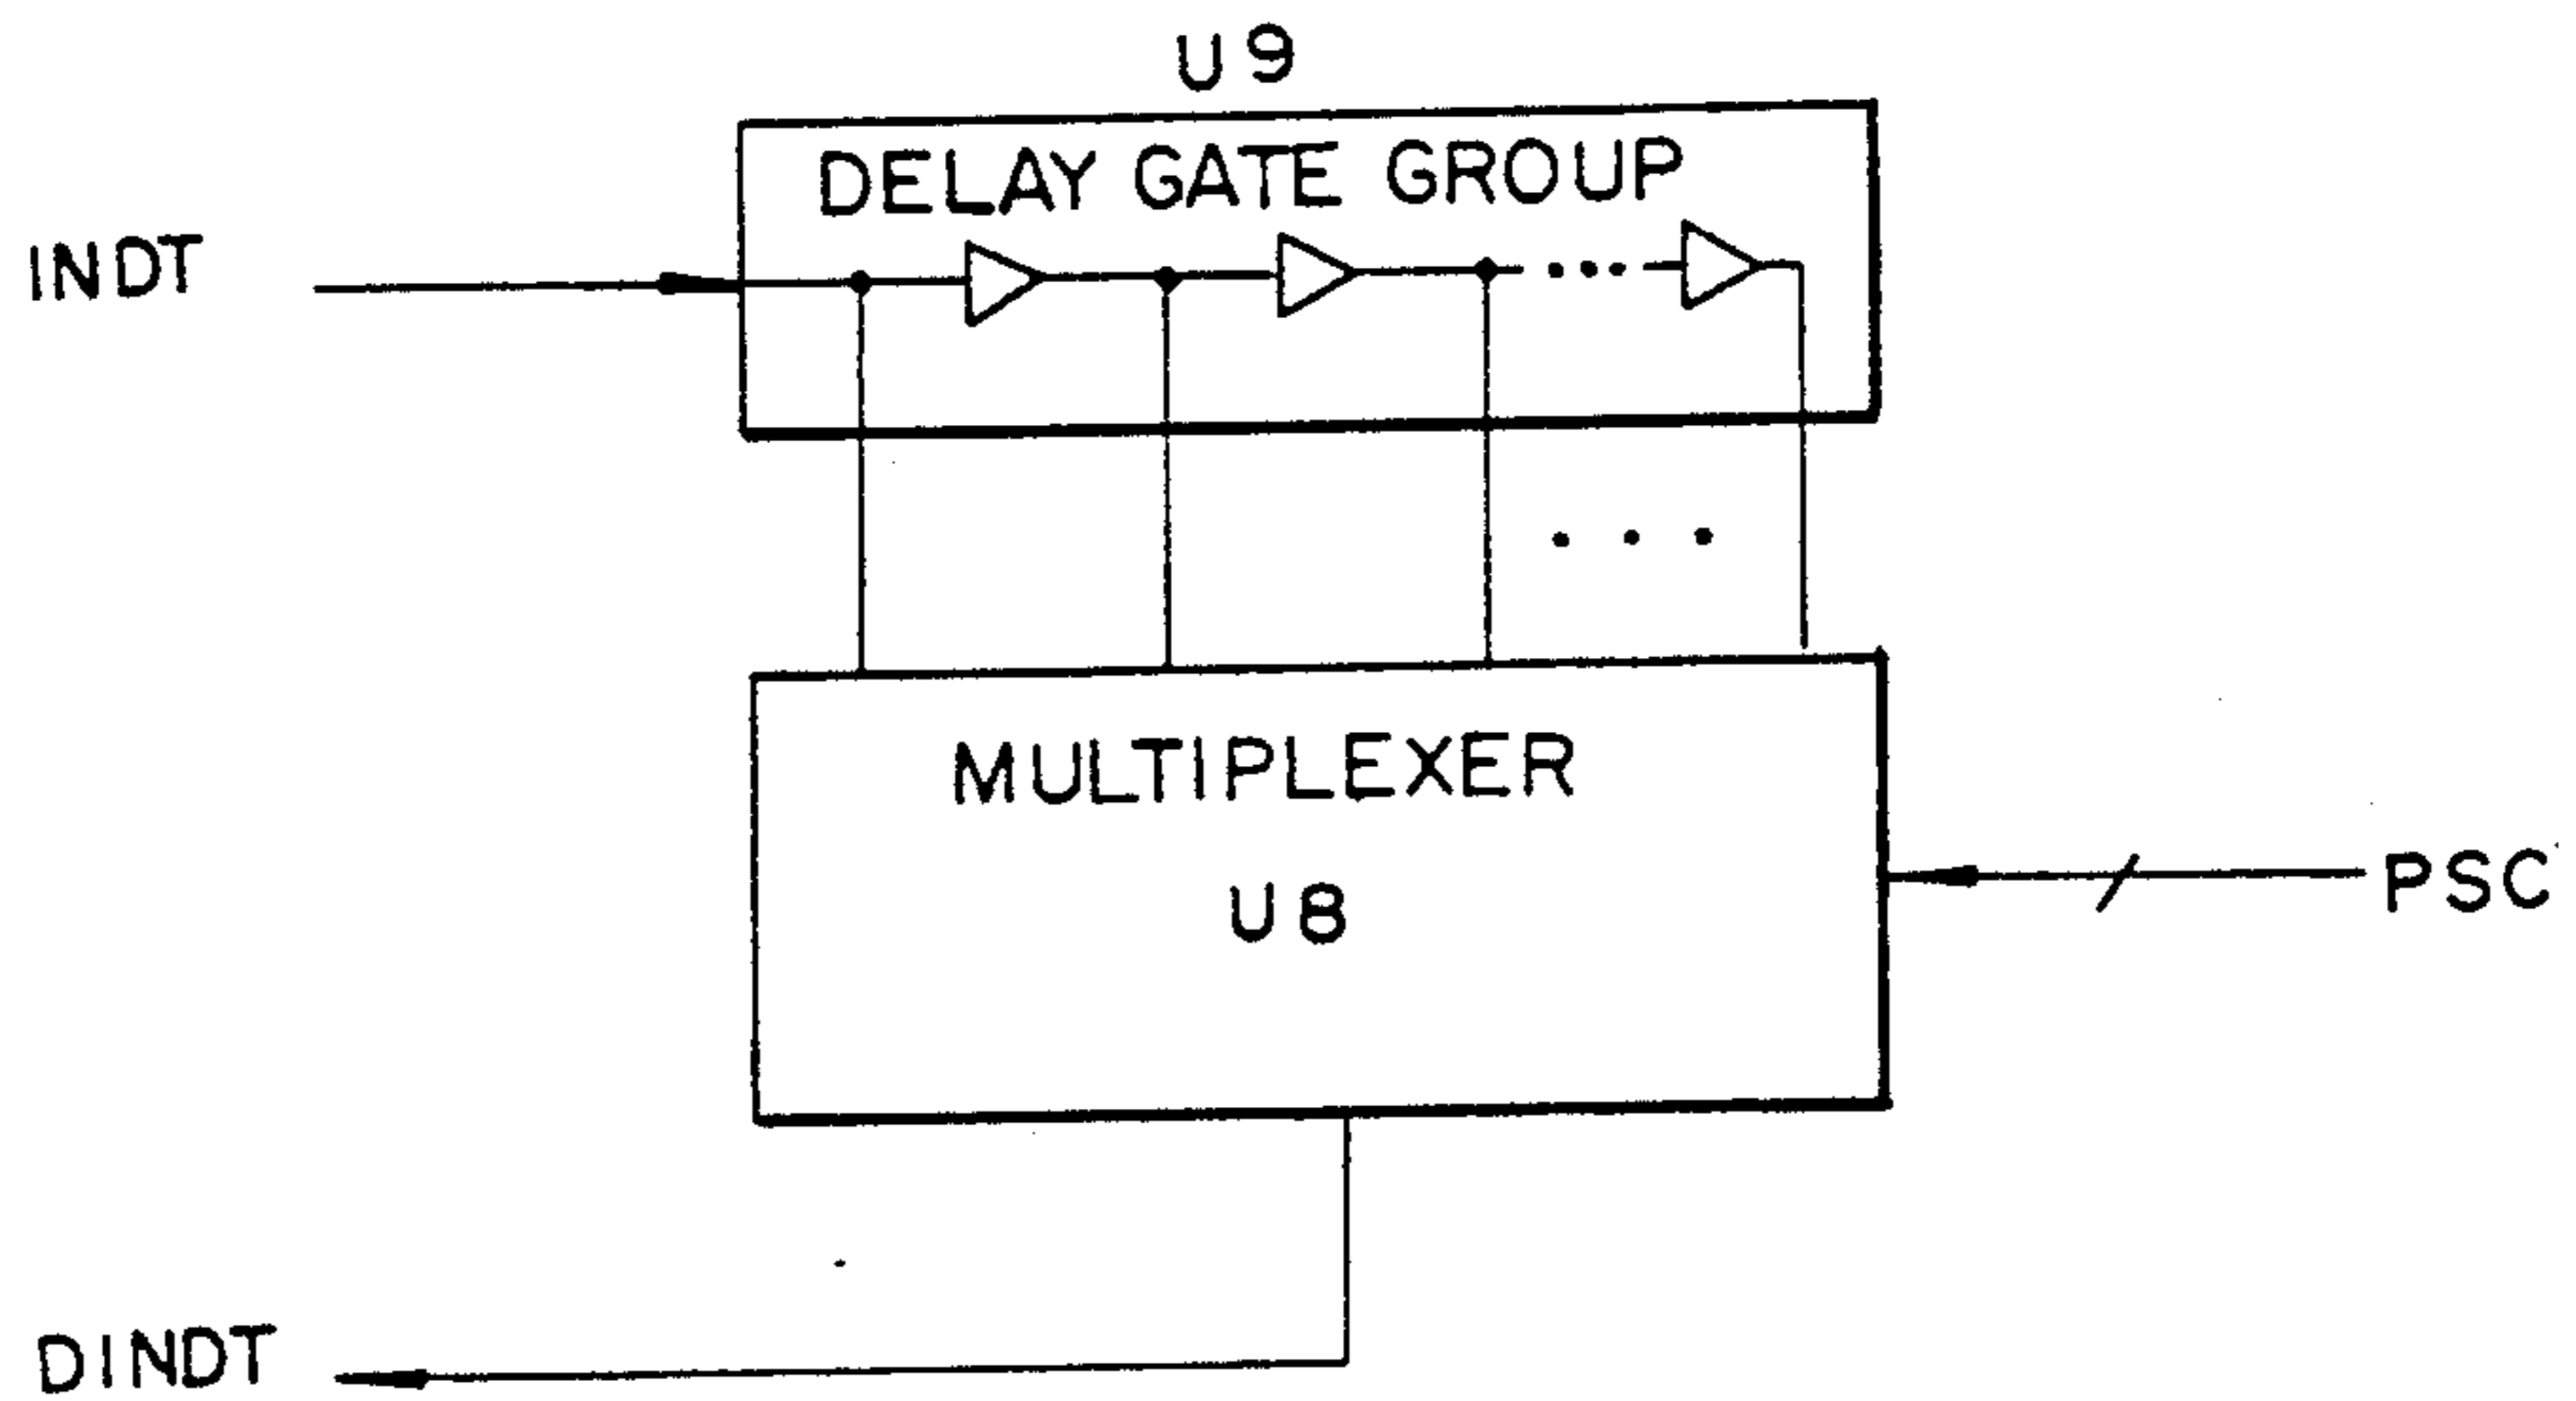 U9
DELAY GATE GROUP
INDT
MULTIPLEXER
U8
PSC
DINDT